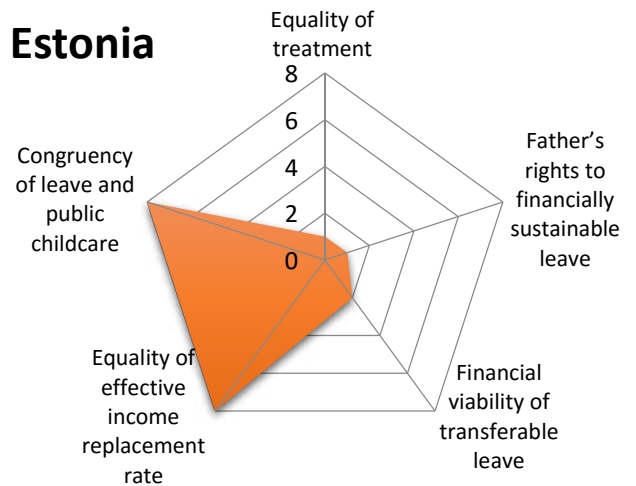 Estonia
Equality of
treatment
8
6
4
2
0
Father’s
rights to
financially
sustainable
leave
Financial
viability of
transferable
leave
Equality of
effective
income
replacement
rate
Congruency
of leave and
public
childcare